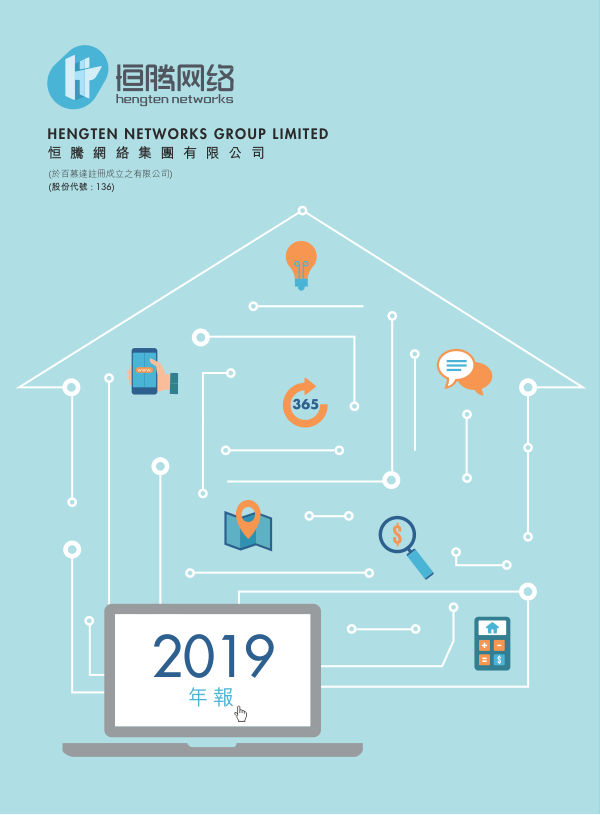 恒腾网络
hengten networks
HENGTEN NETWORKS GROUP LIMITED
恒騰網絡集團有限公司
(於百慕達註冊成立之有限公司)
(股份代號 : 136)
www
365
$
+ −
= $
2019
年報